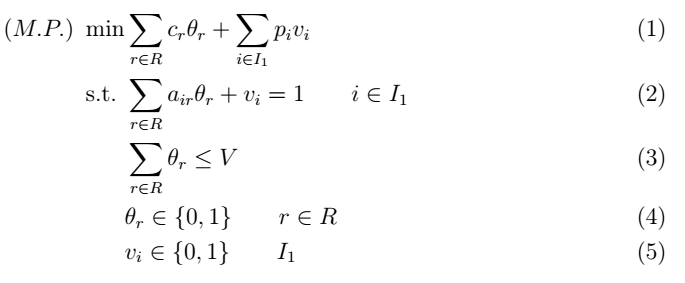 (M.P.) min ∑_{r∈R} c_r θ_r + ∑_{i∈I_1} p_i v_i (1)
s.t. ∑_{r∈R} a_{ir} θ_r + v_i = 1 i ∈ I_1 (2)
∑_{r∈R} θ_r ≤ V (3)
θ_r ∈ {0, 1} r ∈ R (4)
v_i ∈ {0, 1} I_1 (5)